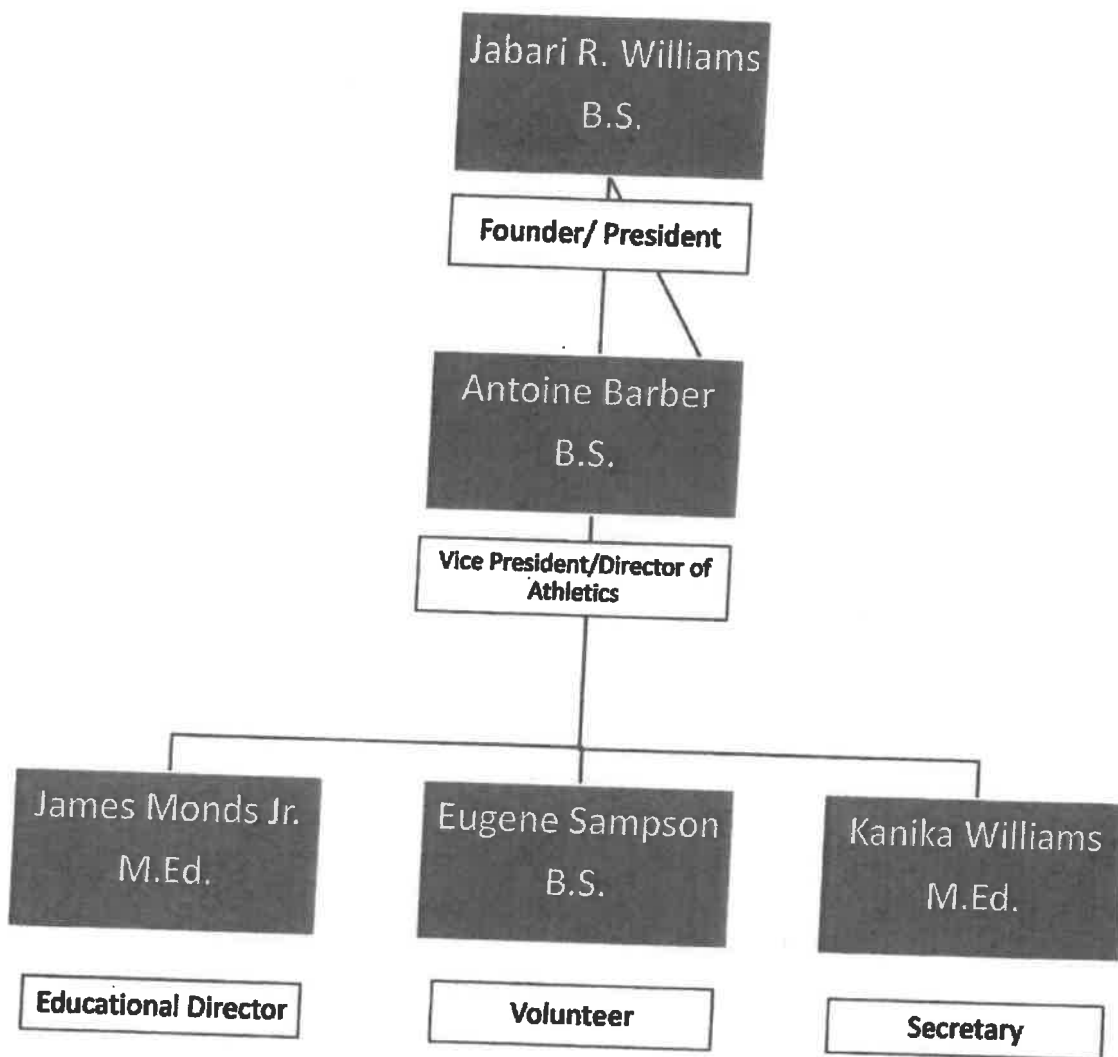 Jabari R. Williams
B.S.
Founder/ President
Antoine Barber
B.S.
Vice President/Director of
Athletics
James Monds Jr.
M.Ed.
Educational Director
Eugene Sampson
B.S.
Volunteer
Kanika Williams
M.Ed.
Secretary